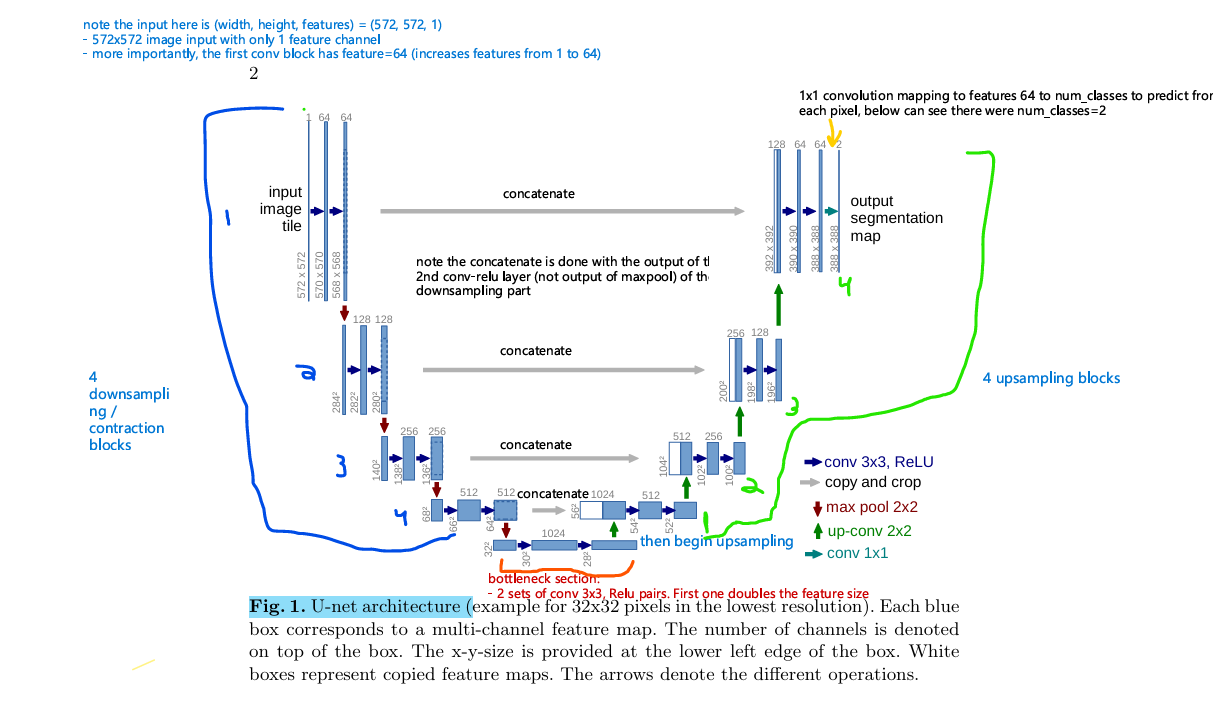 note the input here is (width, height, features) = (572, 572, 1)
- 572x572 image input with only 1 feature channel
- more importantly, the first conv block has feature=64 (increases features from 1 to 64)
2
1x1 convolution mapping to features 64 to num_classes to predict from
each pixel, below can see there were num_classes=2
1 64 64
128 64 64 2
input
image
tile
concatenate
output
segmentation
map
1
572 x 572
570 x 570
568 x 568
392 x 392
390 x 390
388 x 388
388 x 388
note the concatenate is done with the output of th
2nd conv-relu layer (not output of maxpool) of the
downsampling part
4
128 128
256 128
concatenate
2
284²
282²
280²
200²
198²
196²
3
4
downsampli
ng /
contraction
blocks
4 upsampling blocks
256 256
512 256
concatenate
3
140²
138²
136²
104²
102²
100²
2
conv 3x3, ReLU
copy and crop
max pool 2x2
up-conv 2x2
conv 1x1
512 512
concatenate
1024 512
4
68²
66²
64²
56²
54²
52²
1
1024
32²
30²
28²
then begin upsampling
bottleneck section:
- 2 sets of conv 3x3, Relu pairs. First one doubles the feature size
Fig. 1. U-net architecture (example for 32x32 pixels in the lowest resolution). Each blue
box corresponds to a multi-channel feature map. The number of channels is denoted
on top of the box. The x-y-size is provided at the lower left edge of the box. White
boxes represent copied feature maps. The arrows denote the different operations.